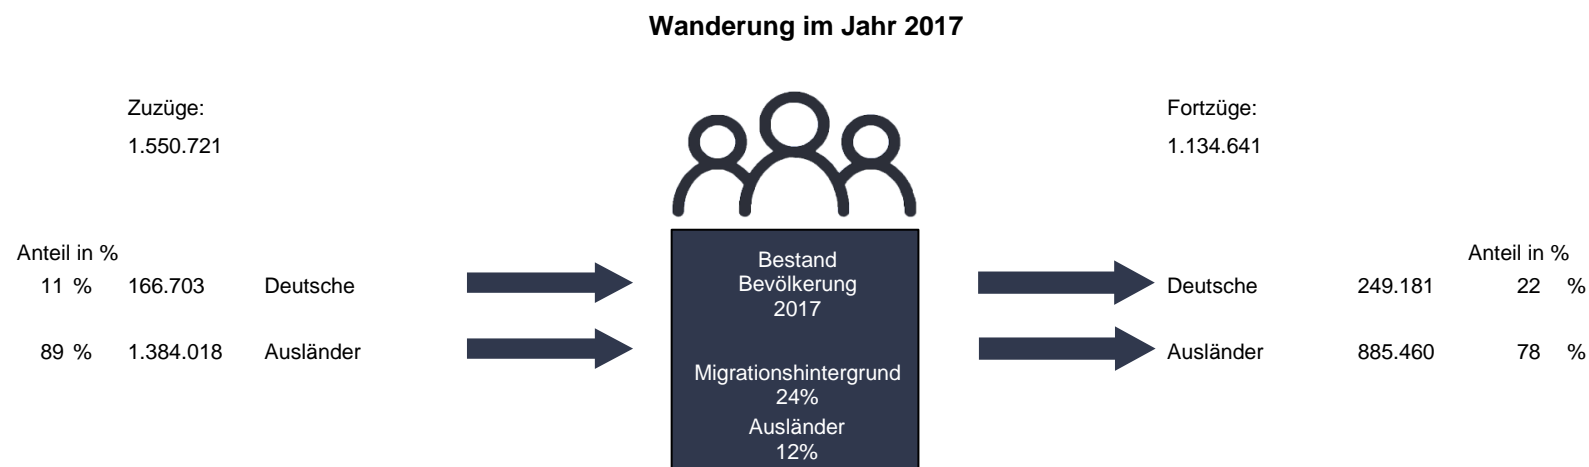 Wanderung im Jahr 2017
Zuzüge:
1.550.721
Fortzüge:
1.134.641
Anteil in %
11 % 166.703 Deutsche
89 % 1.384.018 Ausländer
Bestand
Bevölkerung
2017
Migrationshintergrund
24%
Ausländer
12%
Anteil in %
Deutsche 249.181 22 %
Ausländer 885.460 78 %